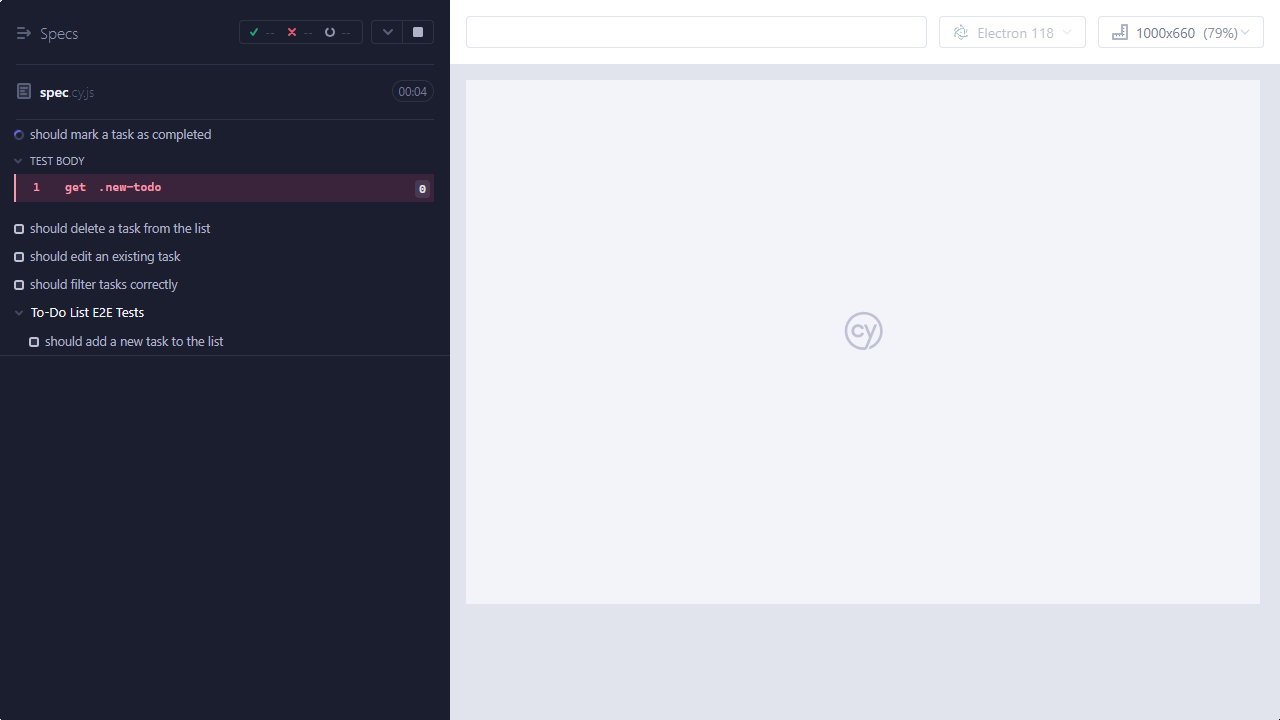 Specs -- -- --
spec.cy.js 00:04
should mark a task as completed
TEST BODY
1 get .new-todo 0
should delete a task from the list
should edit an existing task
should filter tasks correctly
To-Do List E2E Tests
should add a new task to the list
Electron 118 1000x660 (79%)
cy